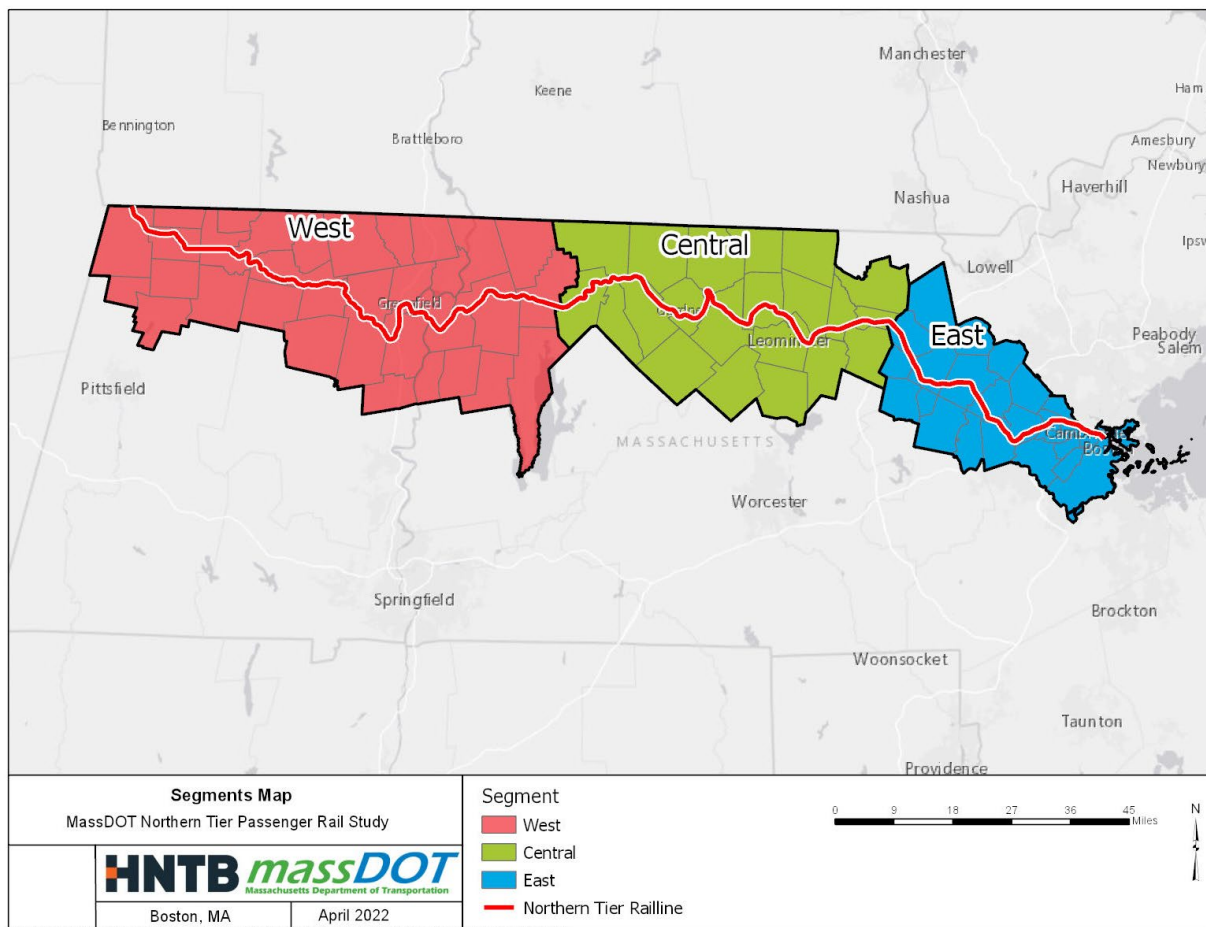 Manchester
Keene
Ham
Bennington
Brattleboro
Amesbury
Newbury
Haverhill
Nashua
West
Central
Ipsw
Lowell
Greenfield
East
Peabody
Salem
Leominster
Pittsfield
MASSACHUSETTS
Worcester
Springfield
Brockton
Woonsocket
Taunton
Providence
Segments Map
MassDOT Northern Tier Passenger Rail Study
HNTB massDOT
Massachusetts Department of Transportation
Boston, MA April 2022
Segment
West
Central
East
Northern Tier Railline
0 9 18 27 36 45
Miles
N